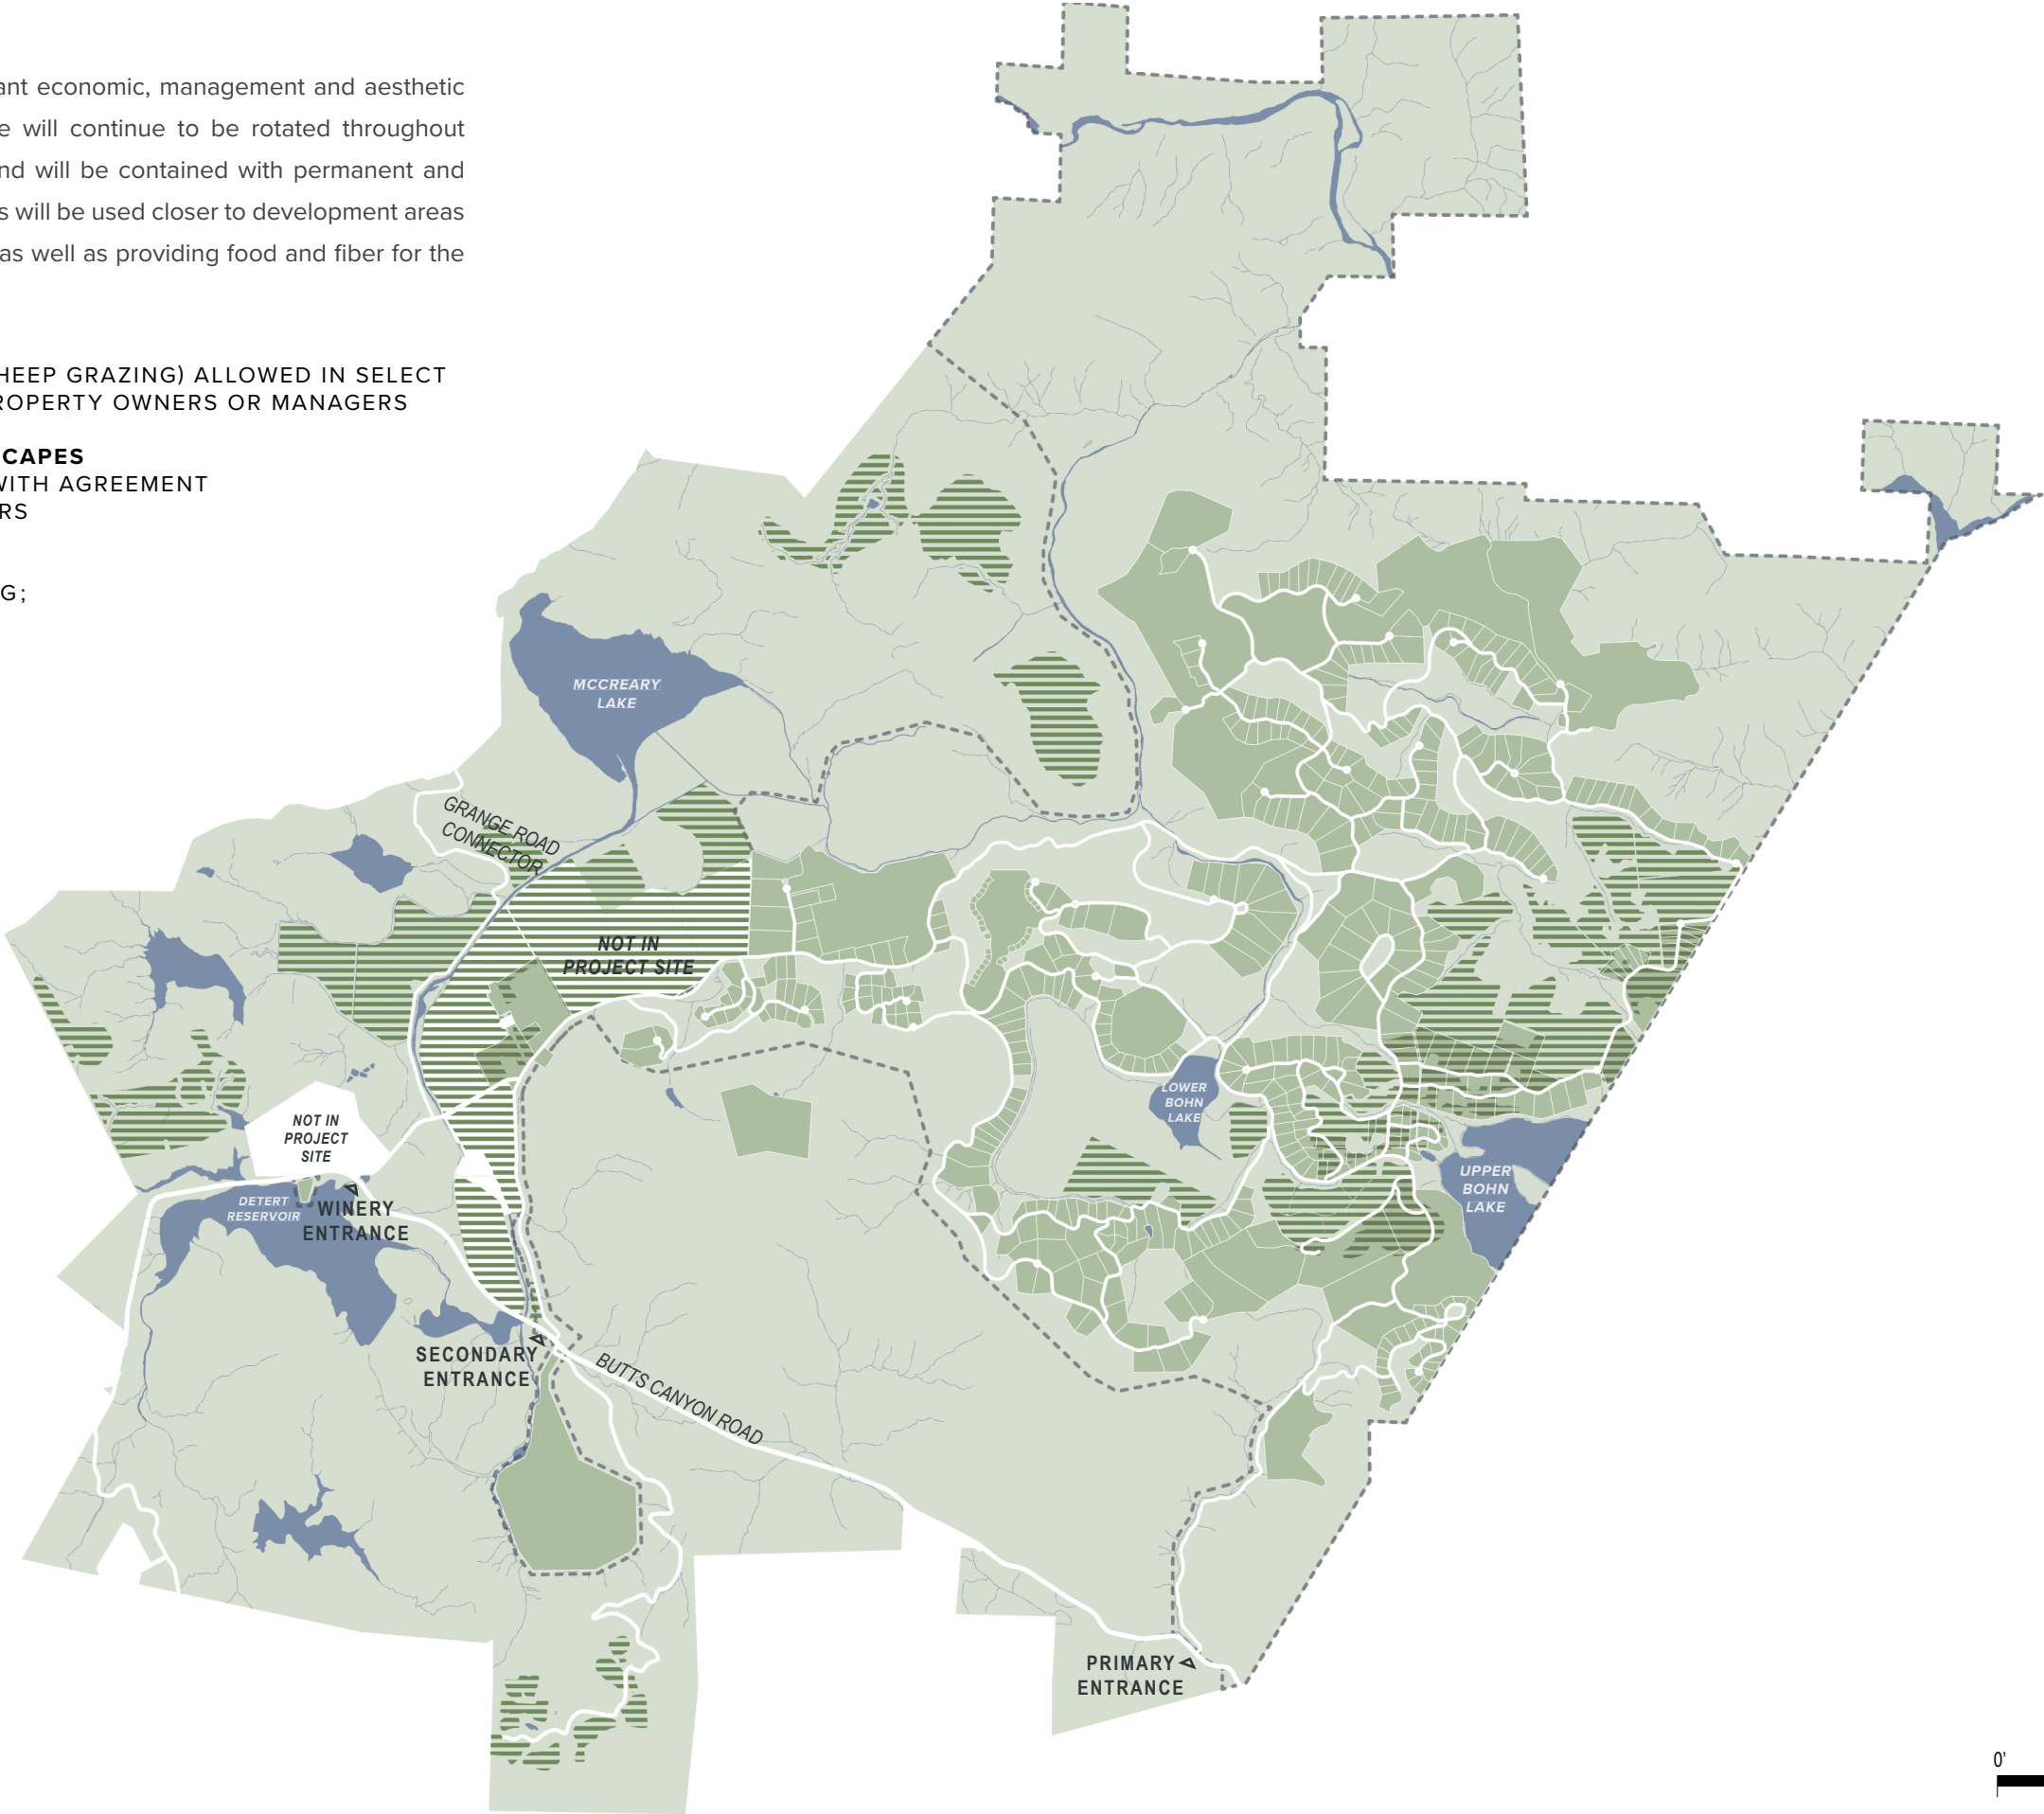 ant economic, management and aesthetic
e will continue to be rotated throughout
nd will be contained with permanent and
s will be used closer to development areas
as well as providing food and fiber for the
HEEP GRAZING) ALLOWED IN SELECT
ROPERTY OWNERS OR MANAGERS
CAPES
WITH AGREEMENT
RS
G;
MCCREARY
LAKE
GRANGE ROAD
CONNECTOR
NOT IN
PROJECT SITE
NOT IN
PROJECT
SITE
DETERT
RESERVOIR
WINERY
ENTRANCE
LOWER
BOHN
LAKE
UPPER
BOHN
LAKE
SECONDARY
ENTRANCE
BUTTS CANYON ROAD
PRIMARY
ENTRANCE
0'